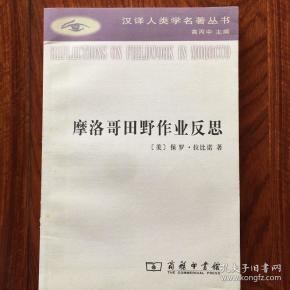 汉译人类学名著丛书
高丙中 主编
REFLECTIONS ON FIELDWORK IN MOROCCO
摩洛哥田野作业反思
〔美〕保罗·拉比诺 著
商务印书馆
THE COMMERCIAL PRESS